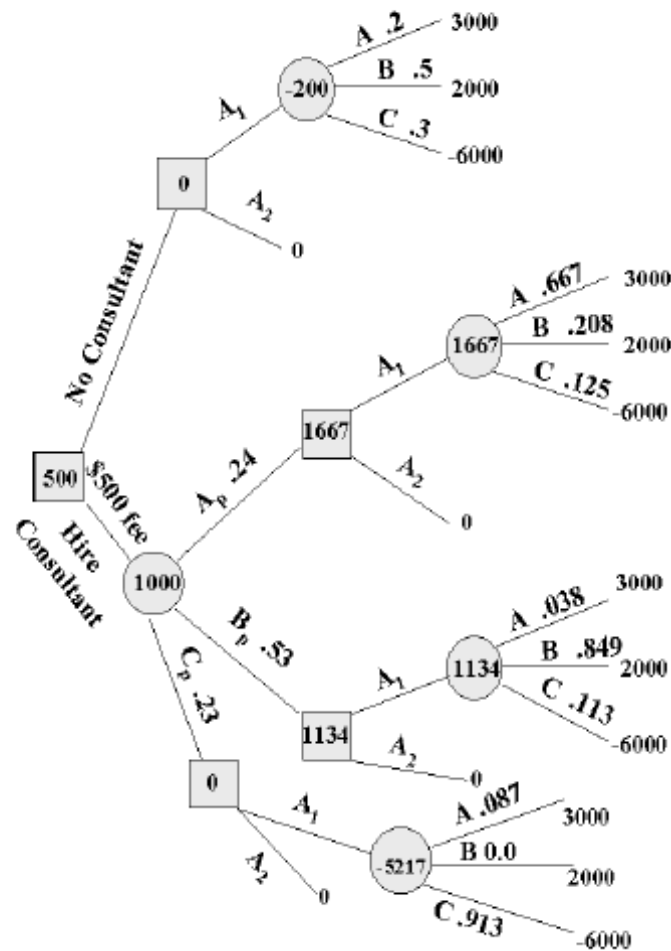 A .2
3000
B .5
2000
C .3
-6000
-200
A1
0
A2
0
No Consultant
500
$500 fee
Hire
Consultant
1000
Ap .24
1667
A1
1667
A .667
3000
B .208
2000
C .125
-6000
A2
0
Bp .53
1134
A1
1134
A .038
3000
B .849
2000
C .113
-6000
A2
0
Cp .23
0
A1
-5217
A .087
3000
B 0.0
2000
C .913
-6000
A2
0